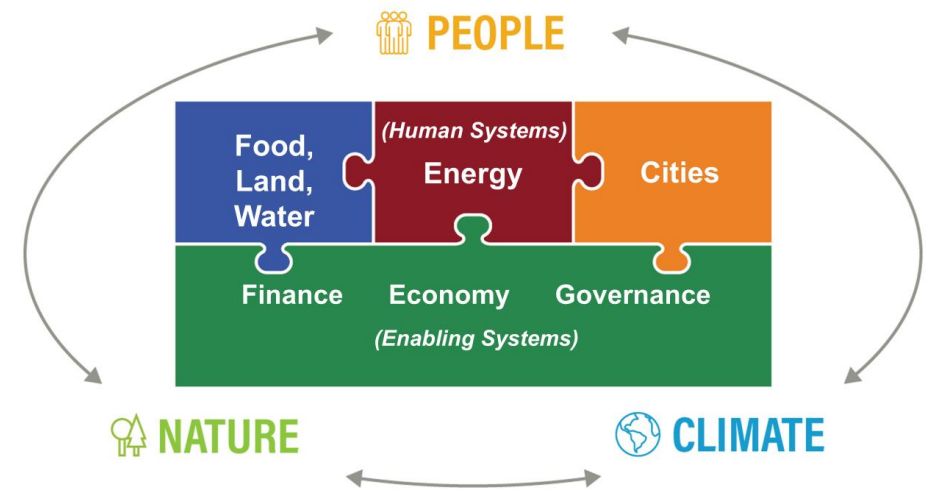 PEOPLE
Food,
Land,
Water
(Human Systems)
Energy
Cities
Finance
Economy
Governance
(Enabling Systems)
NATURE
CLIMATE